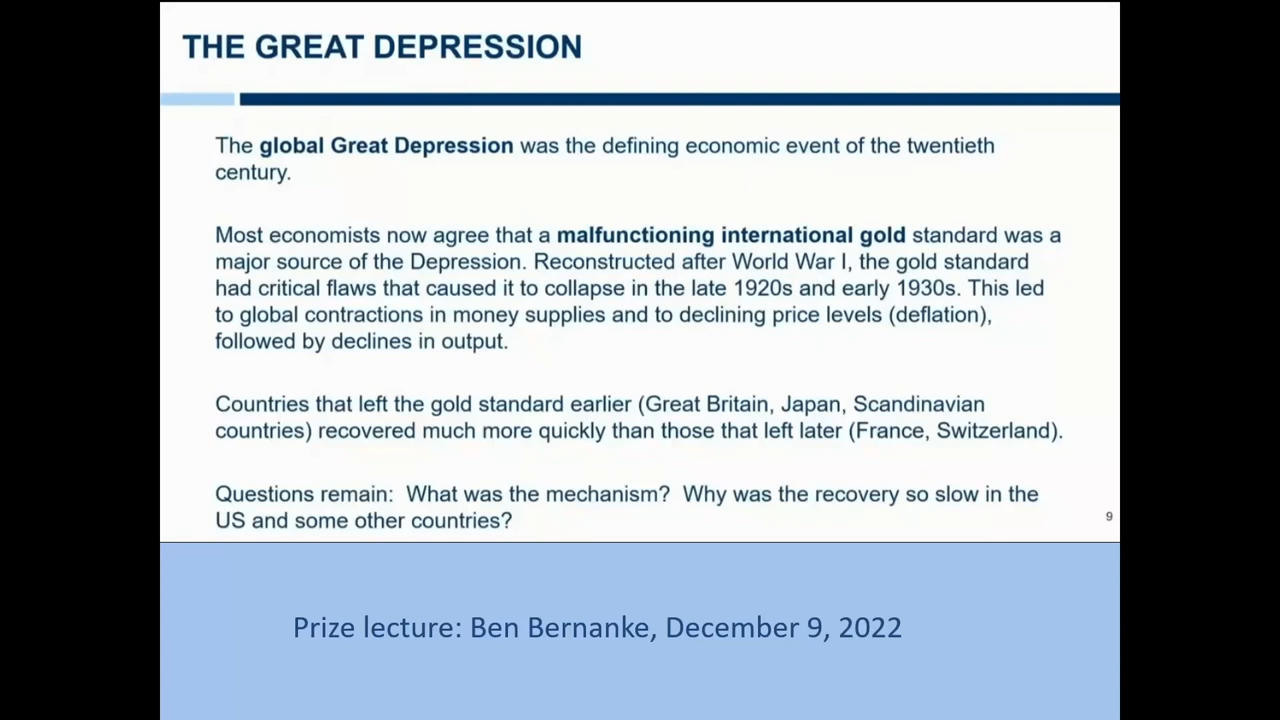 THE GREAT DEPRESSION
The global Great Depression was the defining economic event of the twentieth
century.
Most economists now agree that a malfunctioning international gold standard was a
major source of the Depression. Reconstructed after World War I, the gold standard
had critical flaws that caused it to collapse in the late 1920s and early 1930s. This led
to global contractions in money supplies and to declining price levels (deflation),
followed by declines in output.
Countries that left the gold standard earlier (Great Britain, Japan, Scandinavian
countries) recovered much more quickly than those that left later (France, Switzerland).
Questions remain:  What was the mechanism?  Why was the recovery so slow in the
US and some other countries?
9
Prize lecture: Ben Bernanke, December 9, 2022